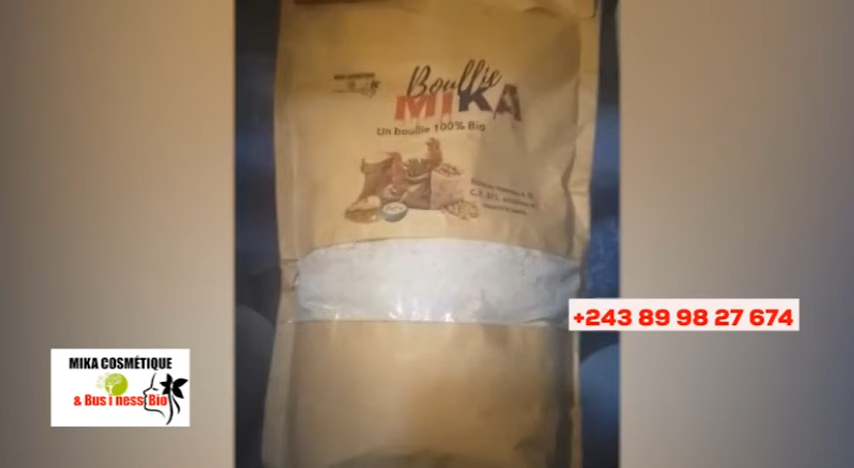 Boullie
MIKA
Un boullie 100% Bio
+243 89 98 27 674
MIKA COSMÉTIQUE
& Bus i ness Bio